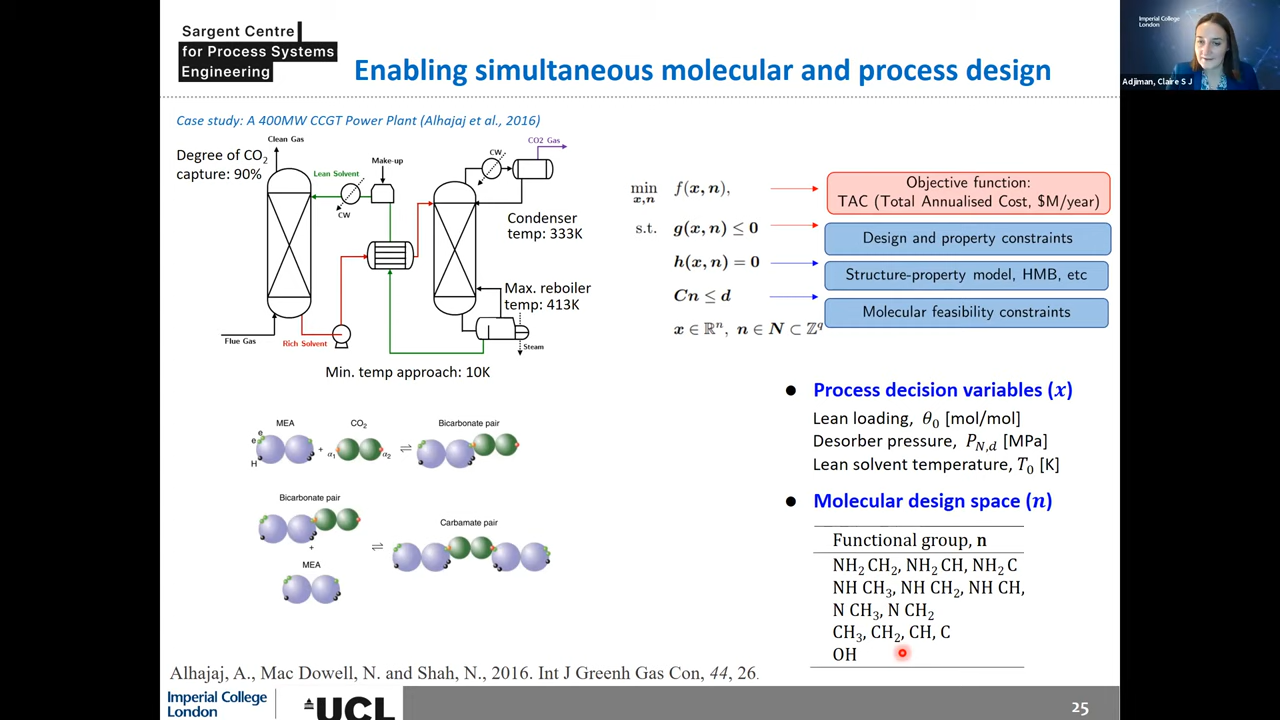 Sargent Centre
for Process Systems
Engineering
Enabling simultaneous molecular and process design
Imperial College
London
Adjiman, Claire S J
Case study: A 400MW CCGT Power Plant (Alhajaj et al., 2016)
Degree of CO₂
capture: 90%
Clean Gas
Lean Solvent
CW
Make-up
CW
CO2 Gas
Condenser
temp: 333K
Max. reboiler
temp: 413K
Flue Gas
Rich Solvent
Steam
Min. temp approach: 10K
min x,n f(x, n),
s.t. g(x, n) ≤ 0
h(x, n) = 0
Cn ≤ d
x ∈ ℝⁿ, n ∈ N ⊂ ℤ^q
Objective function:
TAC (Total Annualised Cost, $M/year)
Design and property constraints
Structure-property model, HMB, etc
Molecular feasibility constraints
MEA
CO₂
Bicarbonate pair
e
e
H
+
α₁
α₂
⇌
Bicarbonate pair
+
MEA
⇌
Carbamate pair
● Process decision variables (x)
Lean loading, θ₀ [mol/mol]
Desorber pressure, P_N,d [MPa]
Lean solvent temperature, T₀ [K]
● Molecular design space (n)
Functional group, n
NH₂ CH₂, NH₂ CH, NH₂ C
NH CH₃, NH CH₂, NH CH,
N CH₃, N CH₂
CH₃, CH₂, CH, C
OH
Alhajaj, A., Mac Dowell, N. and Shah, N., 2016. Int J Greenh Gas Con, 44, 26.
Imperial College
London
UCL
25